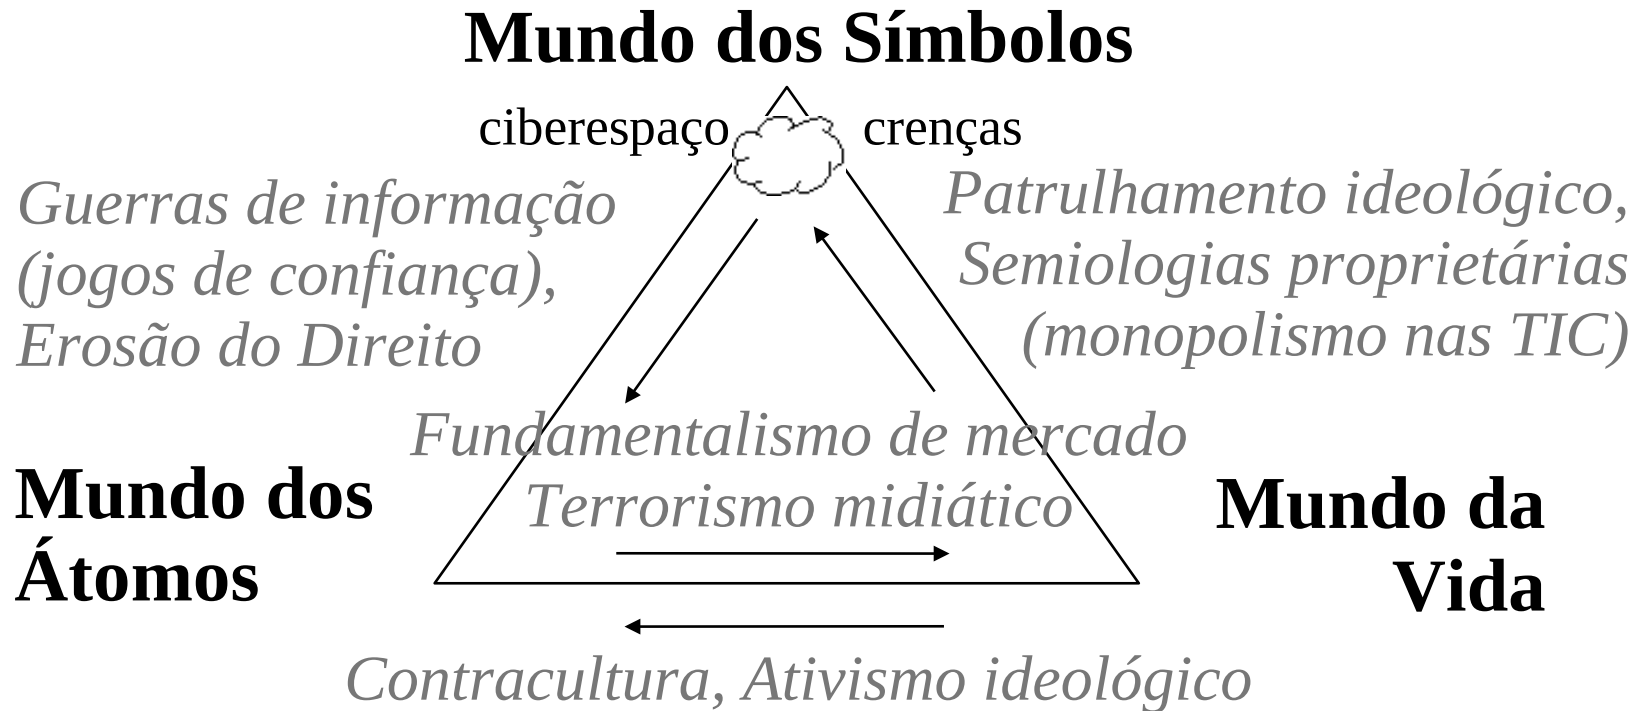 Mundo dos Símbolos
ciberespaço
crenças
Guerras de informação
(jogos de confiança),
Erosão do Direito
Patrulhamento ideológico,
Semiologias proprietárias
(monopolismo nas TIC)
Fundamentalismo de mercado
Terrorismo midiático
Mundo dos
Átomos
Mundo da
Vida
Contracultura, Ativismo ideológico